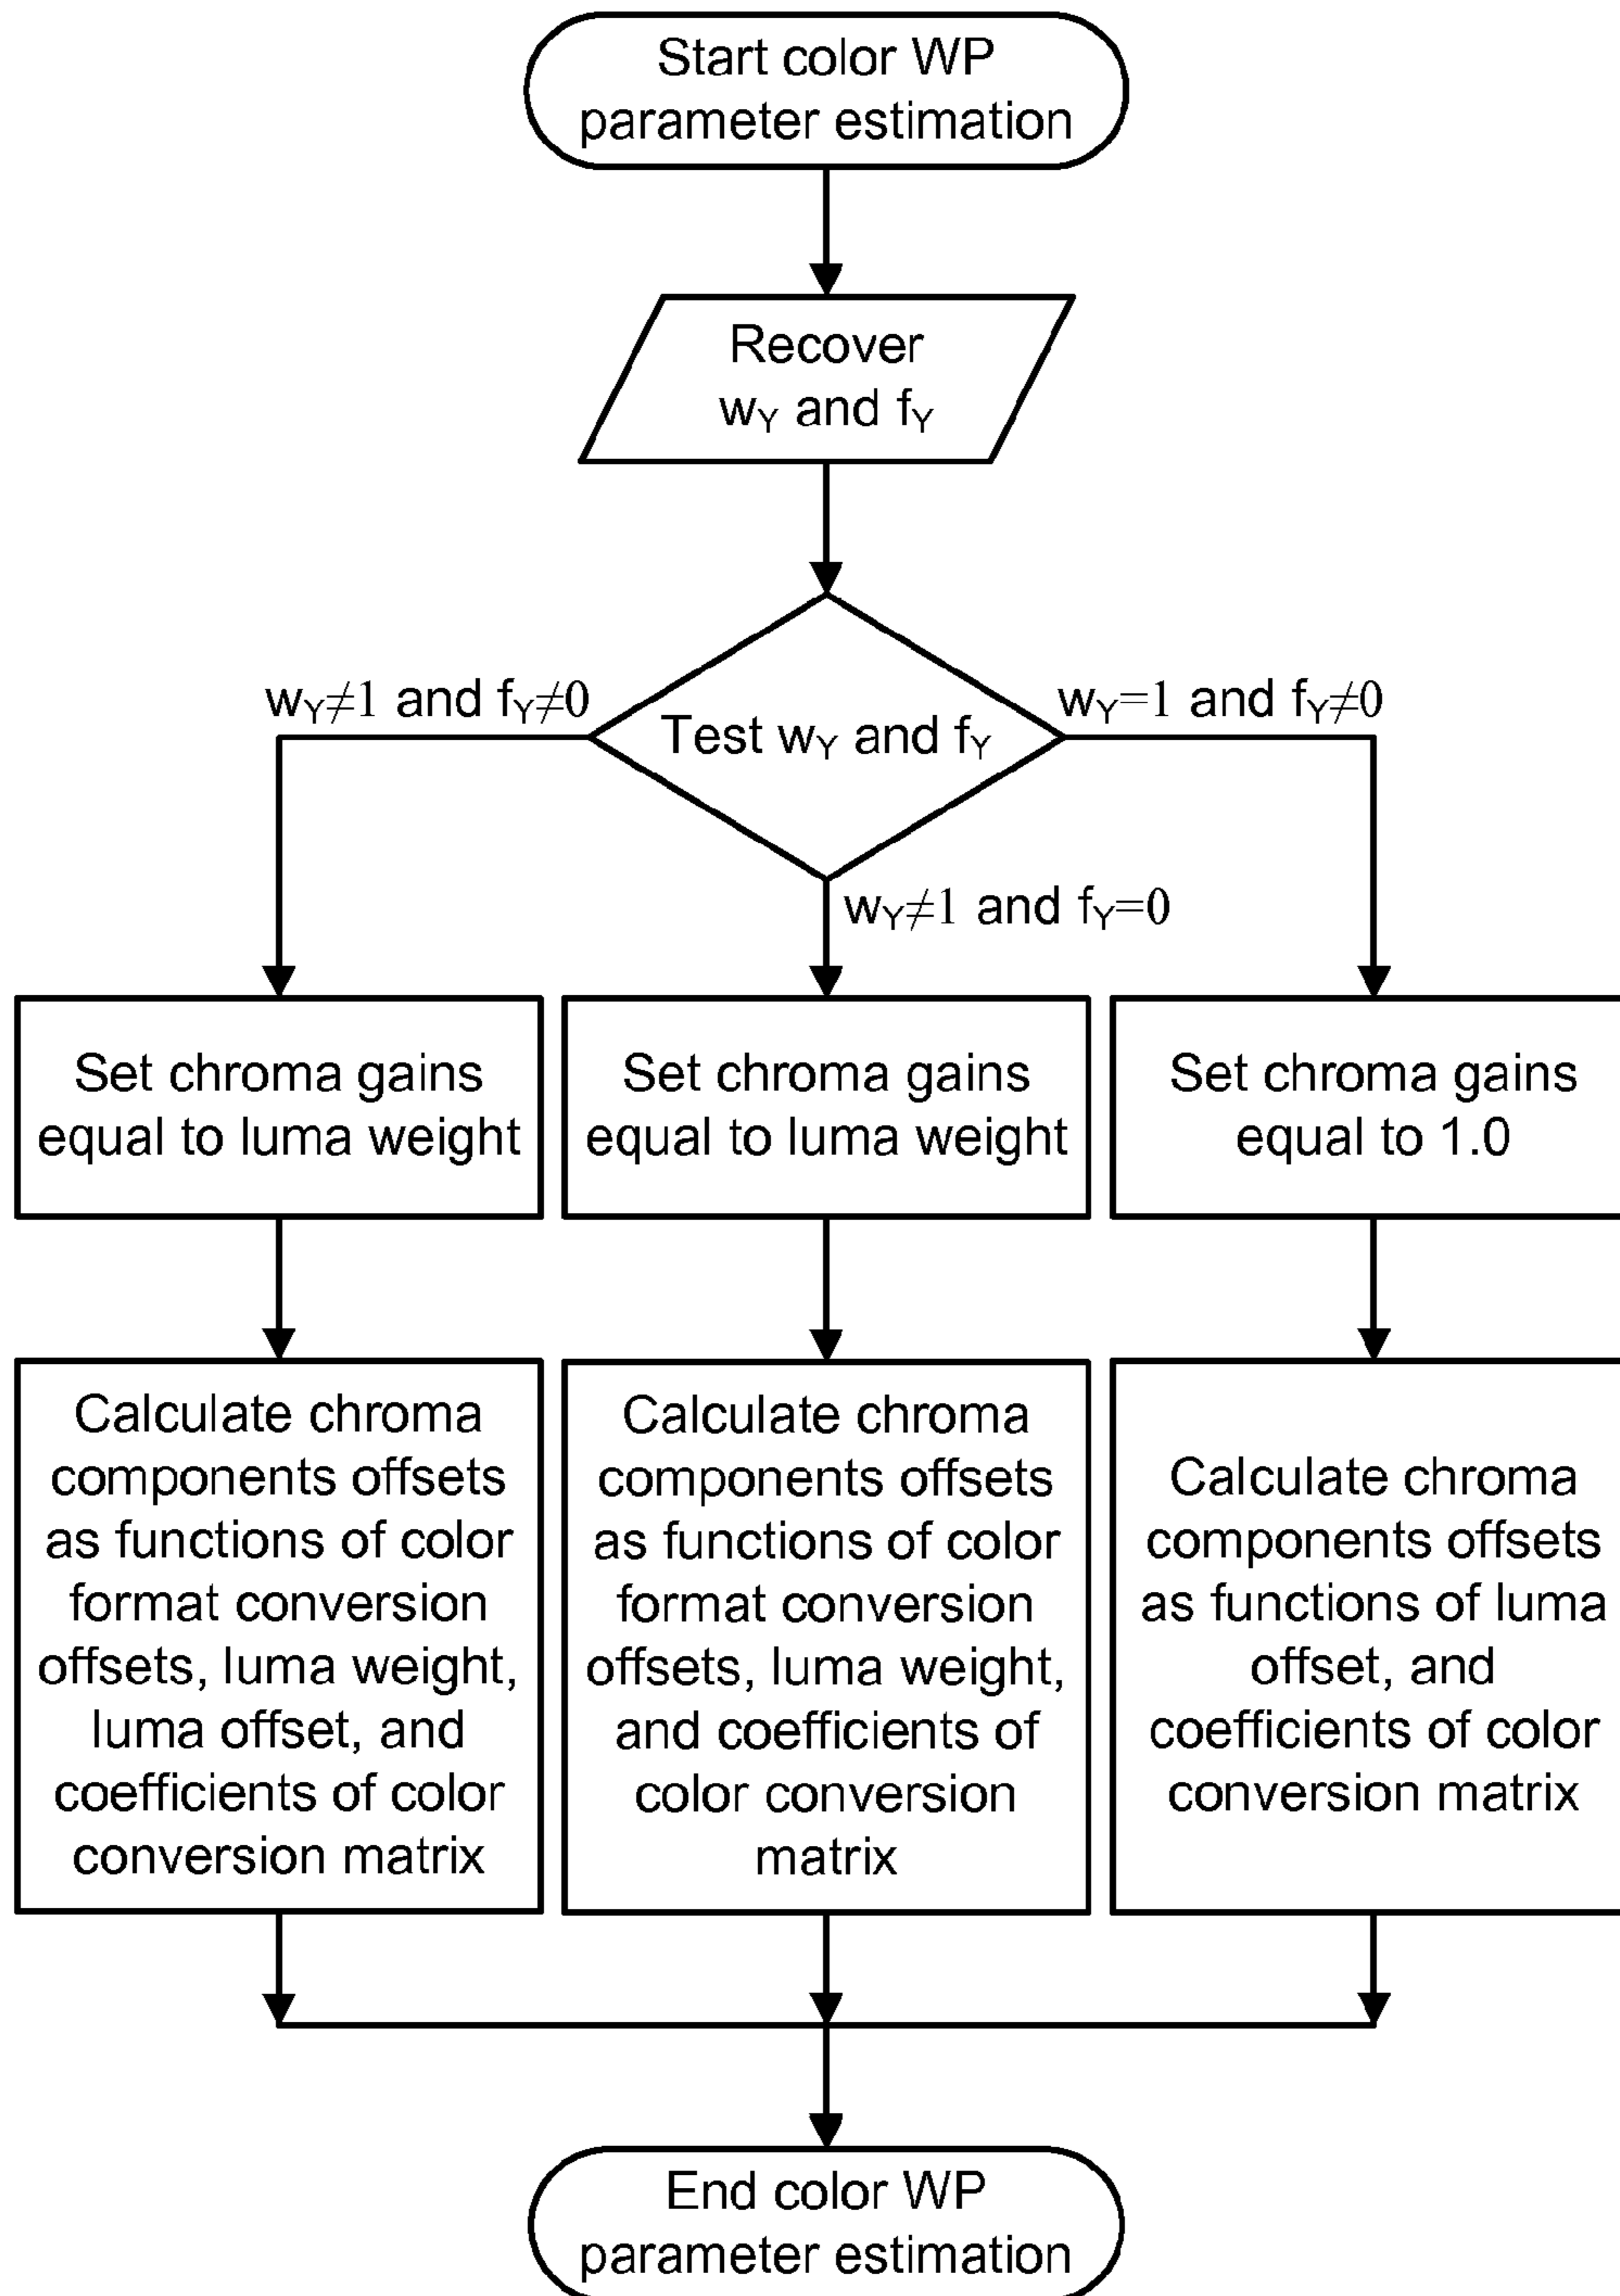 Start color WP
parameter estimation
Recover
wY and fY
wY≠1 and fY≠0
Test wY and fY
wY=1 and fY≠0
wY≠1 and fY=0
Set chroma gains
equal to luma weight
Set chroma gains
equal to luma weight
Set chroma gains
equal to 1.0
Calculate chroma
components offsets
as functions of color
format conversion
offsets, luma weight,
luma offset, and
coefficients of color
conversion matrix
Calculate chroma
components offsets
as functions of color
format conversion
offsets, luma weight,
and coefficients of
color conversion
matrix
Calculate chroma
components offsets
as functions of luma
offset, and
coefficients of color
conversion matrix
End color WP
parameter estimation